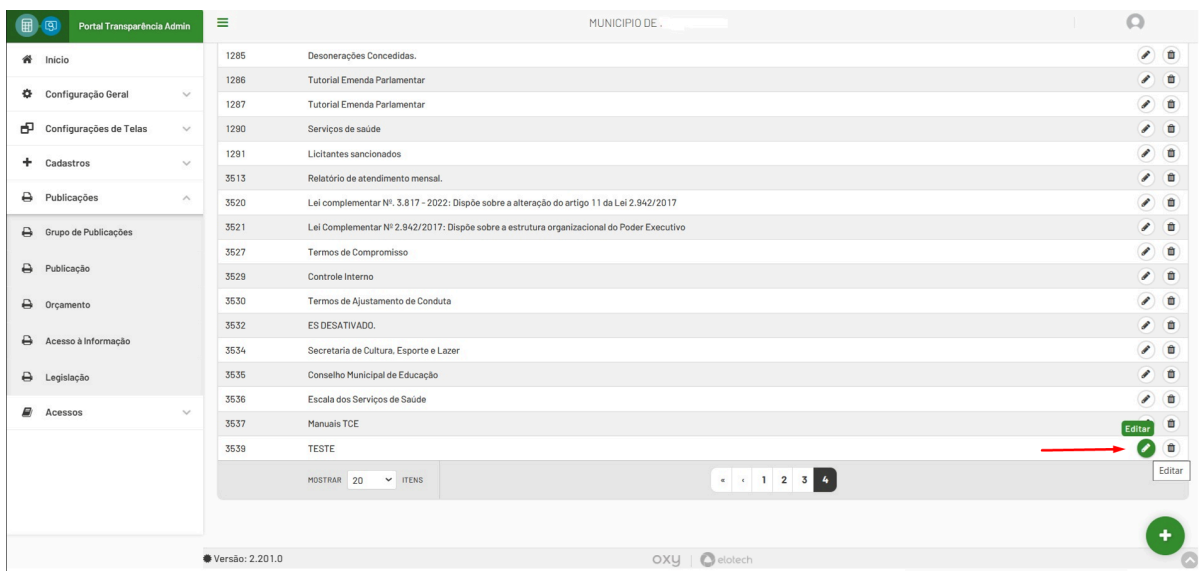 Portal Transparência Admin
MUNICIPIO DE
Início
Configuração Geral
Configurações de Telas
Cadastros
Publicações
Grupo de Publicações
Publicação
Orçamento
Acesso à Informação
Legislação
Acessos
1285 Desonerações Concedidas.
1286 Tutorial Emenda Parlamentar
1287 Tutorial Emenda Parlamentar
1290 Serviços de saúde
1291 Licitantes sancionados
3513 Relatório de atendimento mensal.
3520 Lei complementar Nº. 3.817 - 2022: Dispõe sobre a alteração do artigo 11 da Lei 2.942/2017
3521 Lei Complementar Nº 2.942/2017: Dispõe sobre a estrutura organizacional do Poder Executivo
3527 Termos de Compromisso
3529 Controle Interno
3530 Termos de Ajustamento de Conduta
3532 ES DESATIVADO.
3534 Secretaria de Cultura, Esporte e Lazer
3535 Conselho Municipal de Educação
3536 Escala dos Serviços de Saúde
3537 Manuais TCE
Editar
3539 TESTE
Editar
MOSTRAR 20 ITENS « ‹ 1 2 3 4
+
Versão: 2.201.0 oxy | elotech